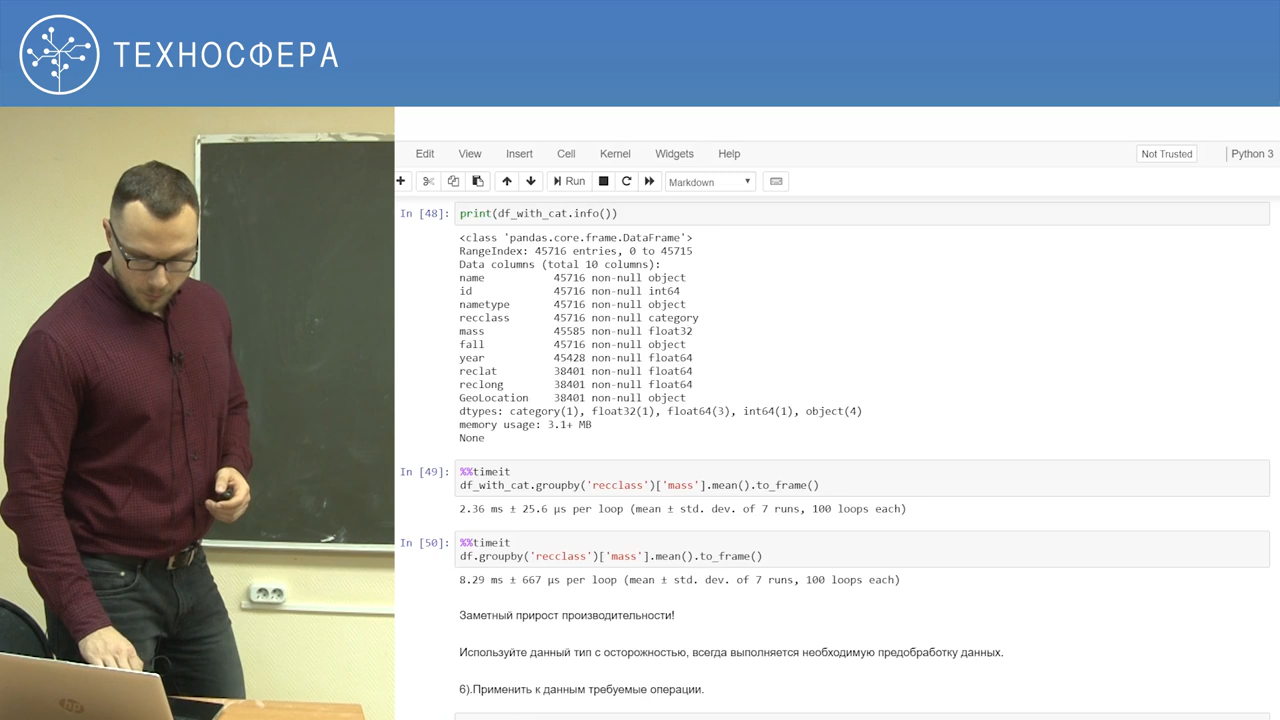 ТЕХНОСФЕРА
Edit View Insert Cell Kernel Widgets Help
Not Trusted
Python 3
Run
Markdown
In [48]:
print(df_with_cat.info())
<class 'pandas.core.frame.DataFrame'>
RangeIndex: 45716 entries, 0 to 45715
Data columns (total 10 columns):
name 45716 non-null object
id 45716 non-null int64
nametype 45716 non-null object
recclass 45716 non-null category
mass 45585 non-null float32
fall 45716 non-null object
year 45428 non-null float64
reclat 38401 non-null float64
reclong 38401 non-null float64
GeoLocation 38401 non-null object
dtypes: category(1), float32(1), float64(3), int64(1), object(4)
memory usage: 3.1+ MB
None
In [49]:
%%timeit
df_with_cat.groupby('recclass')['mass'].mean().to_frame()
2.36 ms ± 25.6 µs per loop (mean ± std. dev. of 7 runs, 100 loops each)
In [50]:
%%timeit
df.groupby('recclass')['mass'].mean().to_frame()
8.29 ms ± 667 µs per loop (mean ± std. dev. of 7 runs, 100 loops each)
Заметный прирост производительности!
Используйте данный тип с осторожностью, всегда выполняется необходимую предобработку данных.
6).Применить к данным требуемые операции.
hp